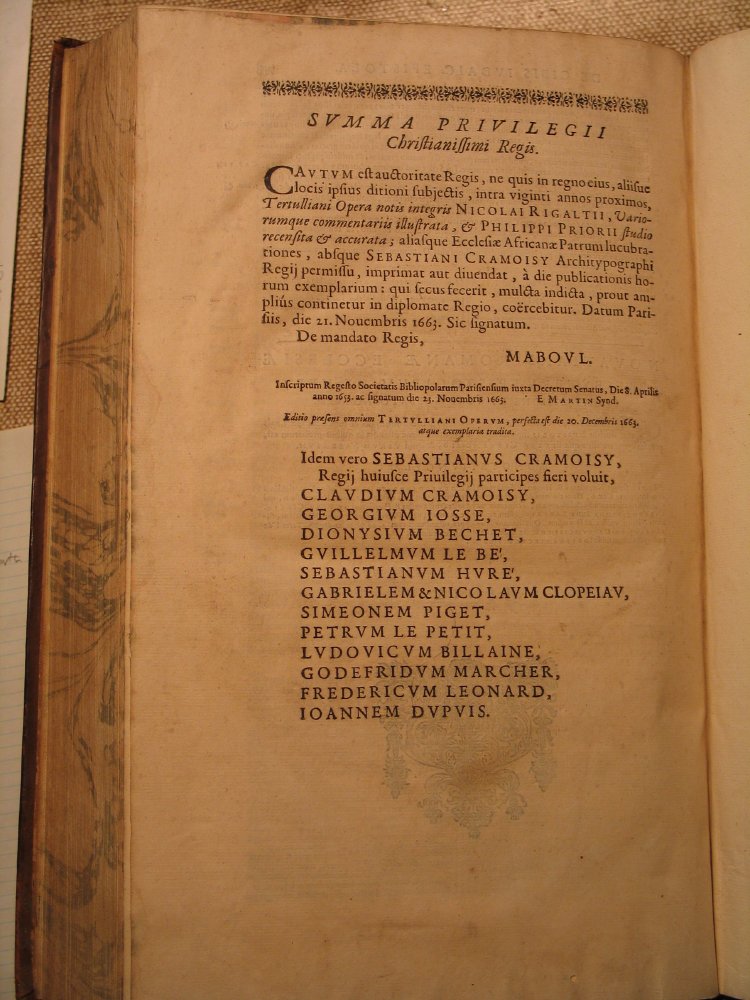 SVMMA PRIVILEGII
Christianissimi Regis.
CAVTVM est auctoritate Regis, ne quis in regno eius, aliisue
locis ipsius ditioni subjectis, intra viginti annos proximos,
Tertulliani Opera notis integris NICOLAI RIGALTII, Vario-
rumque commentariis illustrata, & PHILIPPI PRIORII studio
recensita & accurata; aliasque Ecclesiæ Africanæ Patrum lucubra-
tiones, absque SEBASTIANI CRAMOISY Architypographi
Regij permissu, imprimat aut diuendat, à die publicationis ho-
rum exemplarium: qui secus fecerit, mulcta indicta, prout am-
plius continetur in diplomate Regio, coërcebitur. Datum Pari-
siis, die 21. Nouembris 1663. Sic signatum.
De mandato Regis,
MABOVL.
Inscriptum Regesto Societatis Bibliopolarum Parisiensium iuxta Decretum Senatus, Die 8. Aprilis
anno 1653. ac signatum die 23. Nouembris 1663. E. MARTIN Synd.
Editio præsens omnium TERTVLLIANI OPERVM, perfecta est die 20. Decembris 1663.
atque exemplaria tradita.
Idem vero SEBASTIANVS CRAMOISY,
Regij huiusce Priuilegij participes fieri voluit,
CLAVDIVM CRAMOISY,
GEORGIVM IOSSE,
DIONYSIVM BECHET,
GVILLELMVM LE BE',
SEBASTIANVM HVRE',
GABRIELEM & NICOLAVM CLOPEIAV,
SIMEONEM PIGET,
PETRVM LE PETIT,
LVDOVICVM BILLAINE,
GODEFRIDVM MARCHER,
FREDERICVM LEONARD,
IOANNEM DVPVIS.